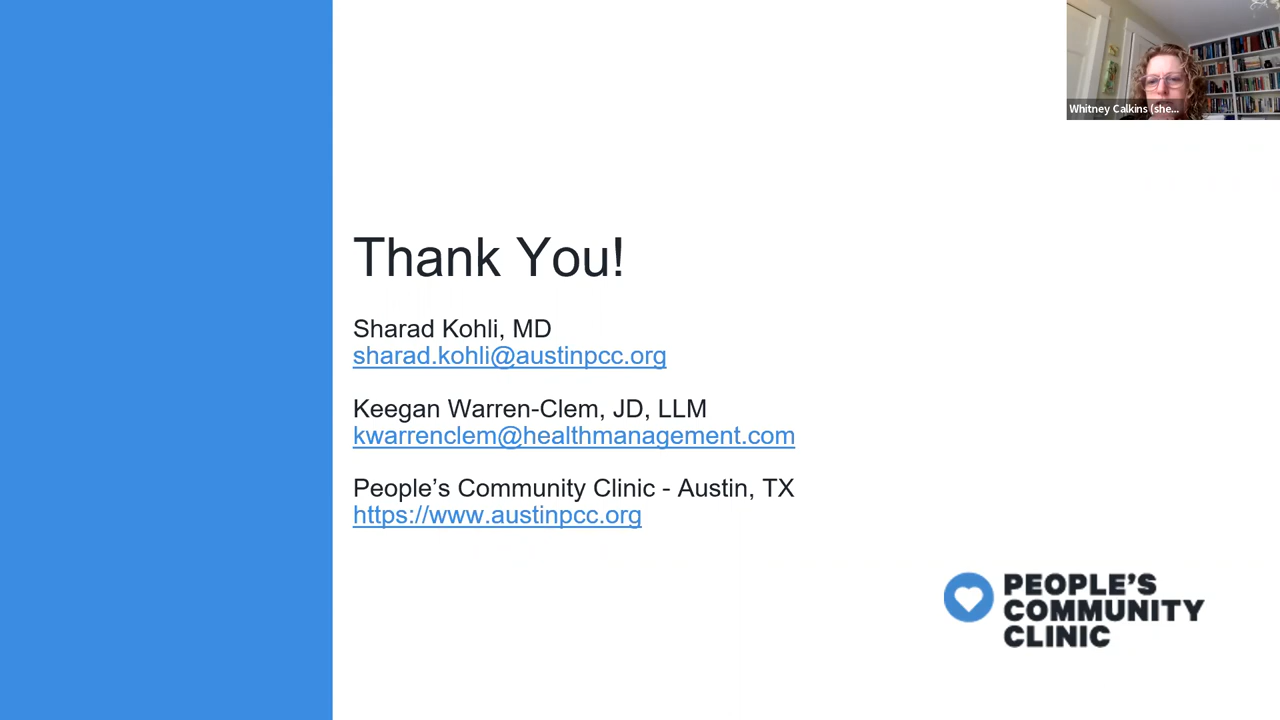 Whitney Calkins (she...
Thank You!
Sharad Kohli, MD
sharad.kohli@austinpcc.org
Keegan Warren-Clem, JD, LLM
kwarrenclem@healthmanagement.com
People’s Community Clinic - Austin, TX
https://www.austinpcc.org
PEOPLE’S
COMMUNITY
CLINIC